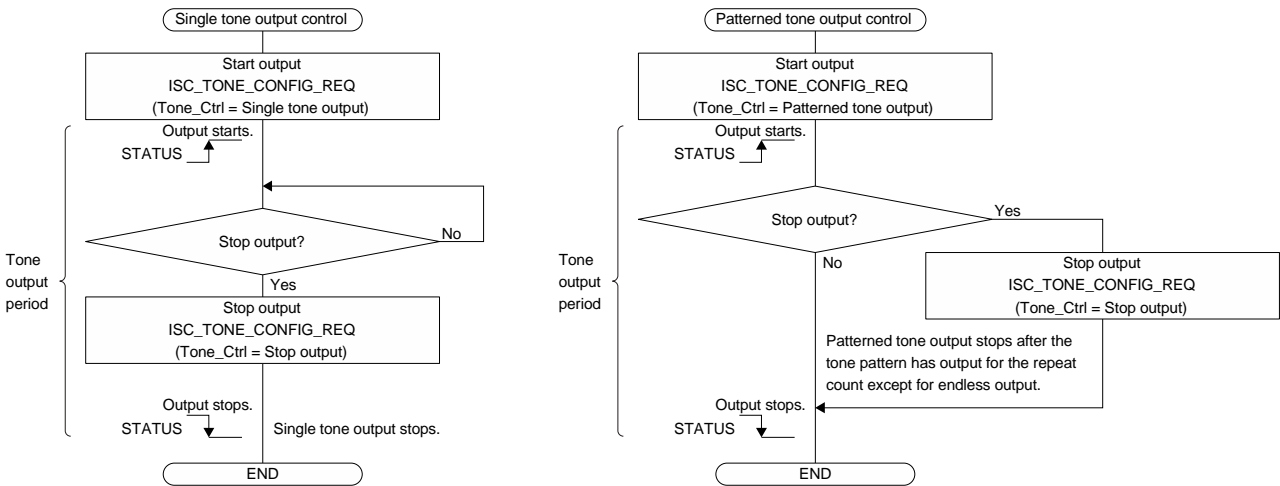 Single tone output control
Start output
ISC_TONE_CONFIG_REQ
(Tone_Ctrl = Single tone output)
Output starts.
STATUS
Stop output?
No
Yes
Tone
output
period
Stop output
ISC_TONE_CONFIG_REQ
(Tone_Ctrl = Stop output)
Output stops.
STATUS
Single tone output stops.
END
Patterned tone output control
Start output
ISC_TONE_CONFIG_REQ
(Tone_Ctrl = Patterned tone output)
Output starts.
STATUS
Stop output?
Yes
No
Tone
output
period
Stop output
ISC_TONE_CONFIG_REQ
(Tone_Ctrl = Stop output)
Patterned tone output stops after the
tone pattern has output for the repeat
count except for endless output.
Output stops.
STATUS
END